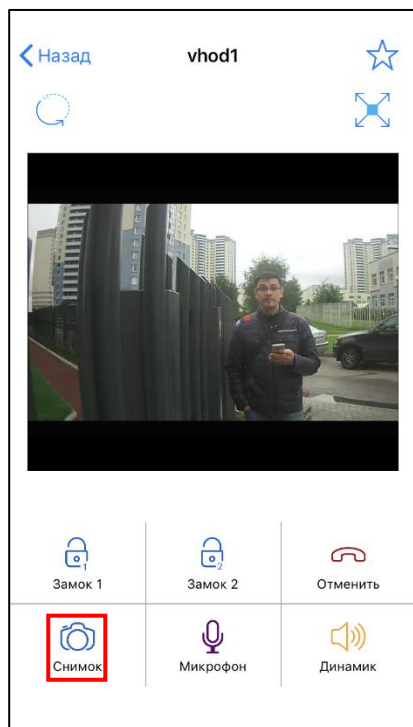 Назад
vhod1
Замок 1
Замок 2
Отменить
Снимок
Микрофон
Динамик